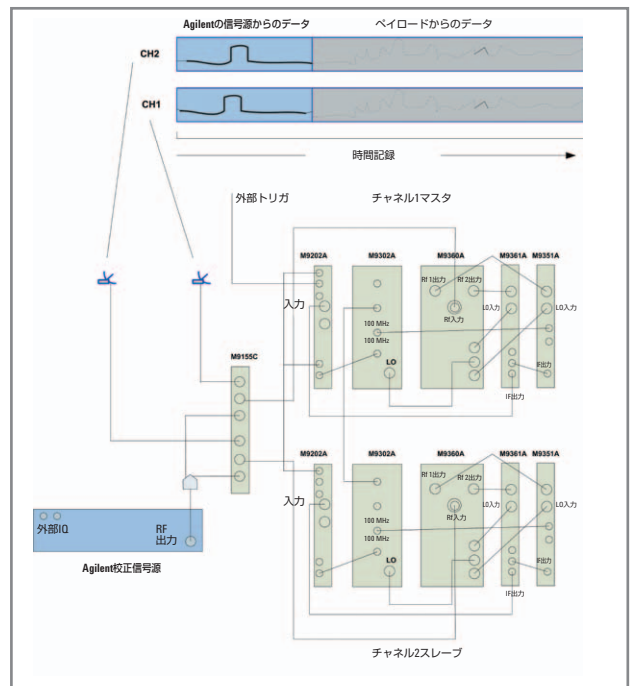 Agilentの信号源からのデータ
ペイロードからのデータ
CH2
CH1
時間記録
外部トリガ
チャネル1マスタ
M9202A
M9302A
M9360A
M9361A
M9351A
Rf 1出力
Rf 2出力
入力
Rf入力
LO入力
LO入力
100 MHz
100 MHz
LO
IF出力
IF出力
M9155C
M9202A
M9302A
M9360A
M9361A
M9351A
Rf 1出力
Rf 2出力
入力
Rf入力
LO入力
LO入力
100 MHz
100 MHz
LO
IF出力
IF出力
外部IQ
RF
出力
Agilent校正信号源
チャネル2スレーブ